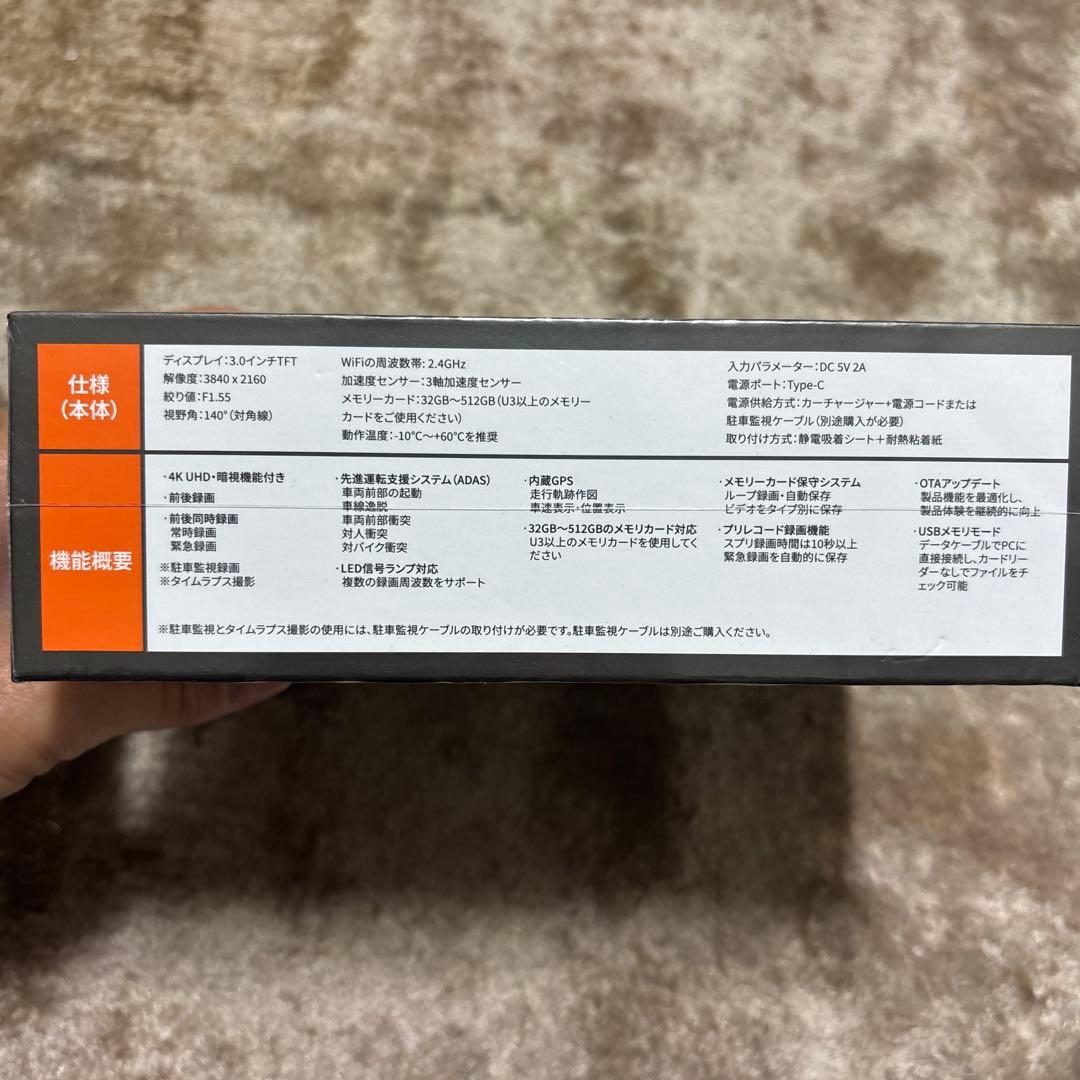 仕様
(本体)
ディスプレイ:3.0インチTFT
解像度:3840 x 2160
絞り値:F1.55
視野角:140°(対角線)
WiFiの周波数帯: 2.4GHz
加速度センサー:3軸加速度センサー
メモリーカード:32GB～512GB(U3以上のメモリー
カードをご使用ください)
動作温度:-10℃～+60℃を推奨
入力パラメーター:DC 5V 2A
電源ポート:Type-C
電源供給方式:カーチャージャー+電源コードまたは
駐車監視ケーブル(別途購入が必要)
取り付け方式:静電吸着シート+耐熱粘着紙
機能概要
・4K UHD・暗視機能付き
・前後録画
・前後同時録画
常時録画
緊急録画
※駐車監視録画
※タイムラプス撮影
・先進運転支援システム(ADAS)
車両前部の起動
車線逸脱
車両前部衝突
対人衝突
対バイク衝突
・LED信号ランプ対応
複数の録画周波数をサポート
・内蔵GPS
走行軌跡作図
車速表示・位置表示
・32GB～512GBのメモリカード対応
U3以上のメモリカードを使用してくだ
さい
・メモリーカード保守システム
ループ録画・自動保存
ビデオをタイプ別に保存
・プリレコード録画機能
スプリ録画時間は10秒以上
緊急録画を自動的に保存
・OTAアップデート
製品機能を最適化し、
製品体験を継続的に向上
・USBメモリモード
データケーブルでPCに
直接接続し、カードリー
ダーなしでファイルをチ
ェック可能
※駐車監視とタイムラプス撮影の使用には、駐車監視ケーブルの取り付けが必要です。駐車監視ケーブルは別途ご購入ください。